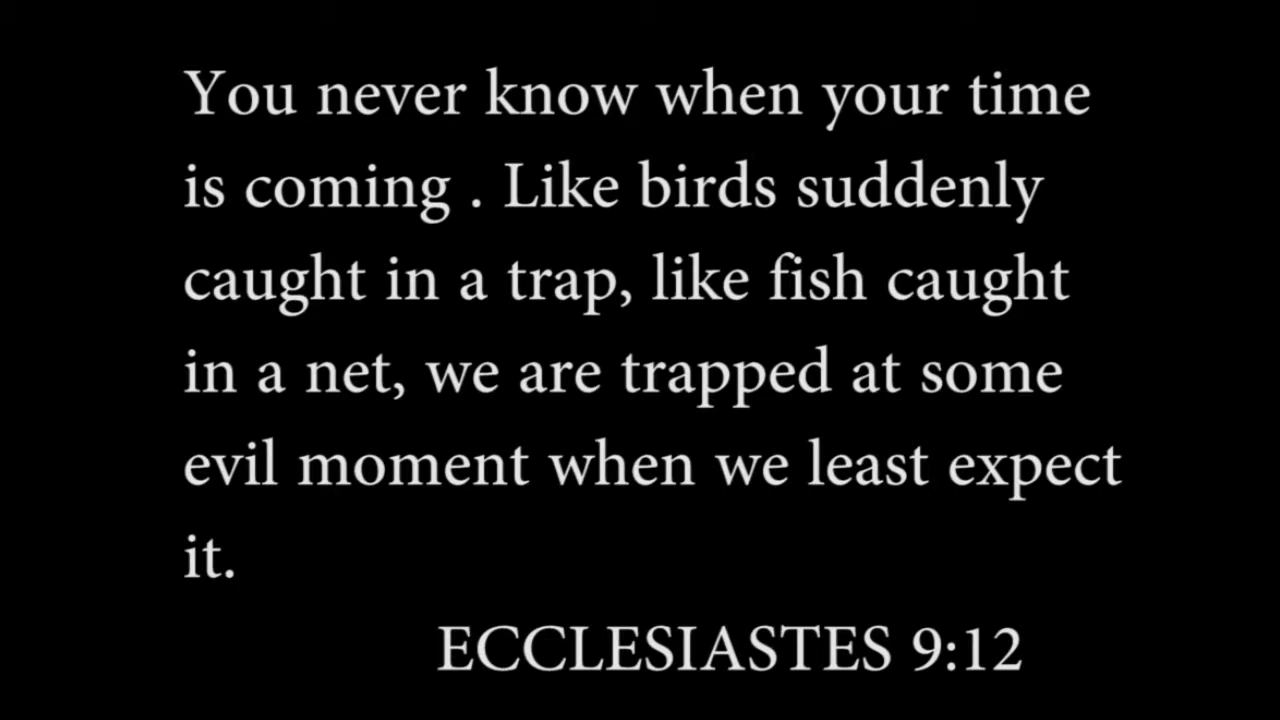 You never know when your time
is coming . Like birds suddenly
caught in a trap, like fish caught
in a net, we are trapped at some
evil moment when we least expect
it.
ECCLESIASTES 9:12